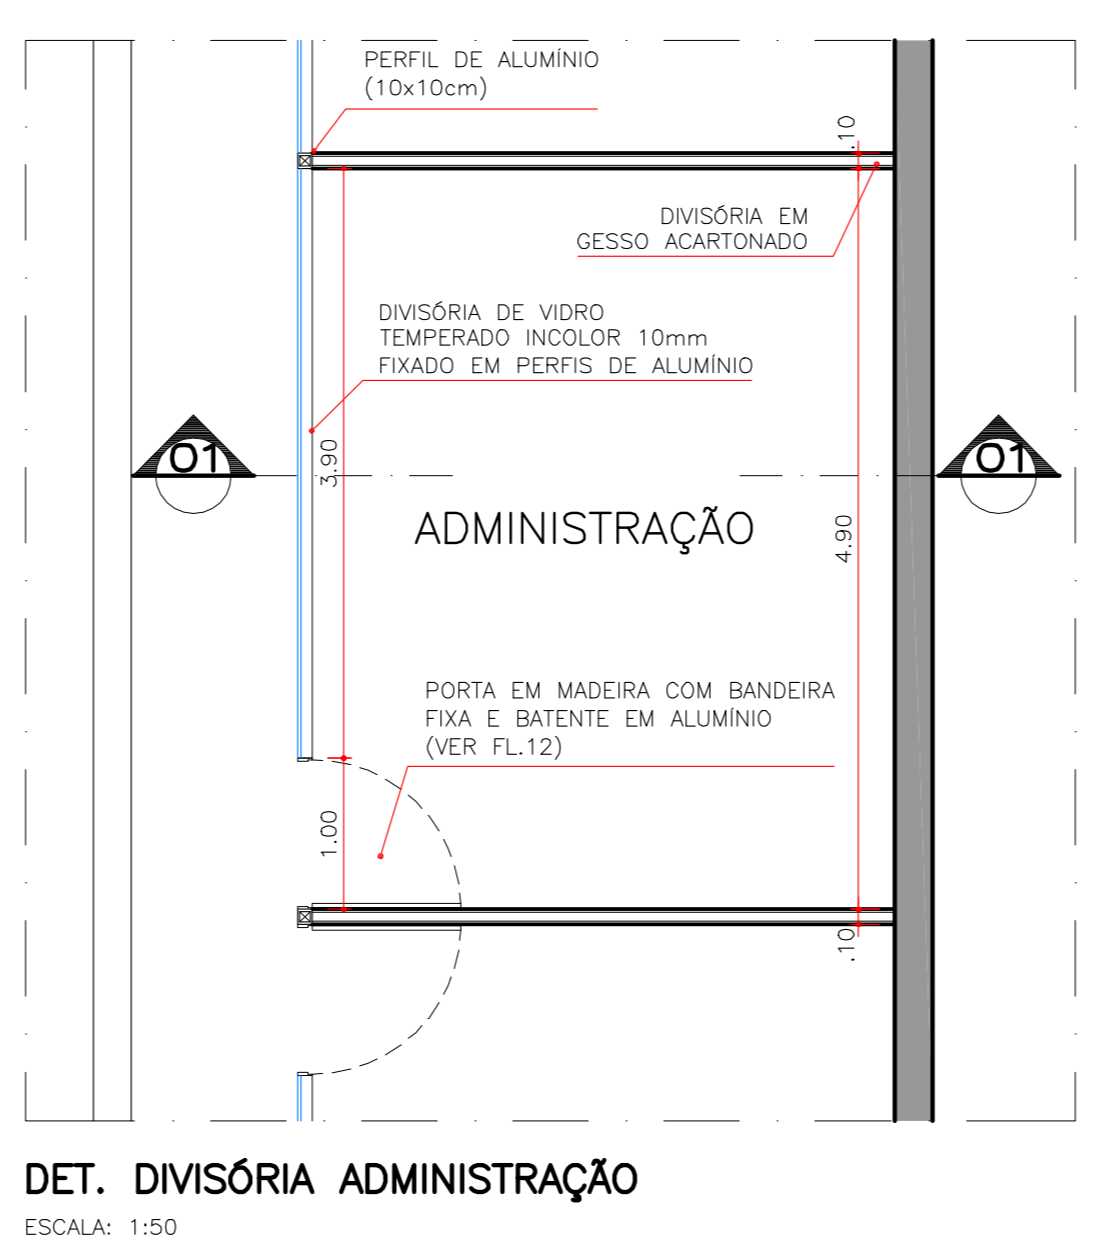 PERFIL DE ALUMÍNIO
(10x10cm)
.10
DIVISÓRIA EM
GESSO ACARTONADO
DIVISÓRIA DE VIDRO
TEMPERADO INCOLOR 10mm
FIXADO EM PERFIS DE ALUMÍNIO
01
3.90
01
ADMINISTRAÇÃO
4.90
PORTA EM MADEIRA COM BANDEIRA
FIXA E BATENTE EM ALUMÍNIO
(VER FL.12)
1.00
.10
DET. DIVISÓRIA ADMINISTRAÇÃO
ESCALA: 1:50